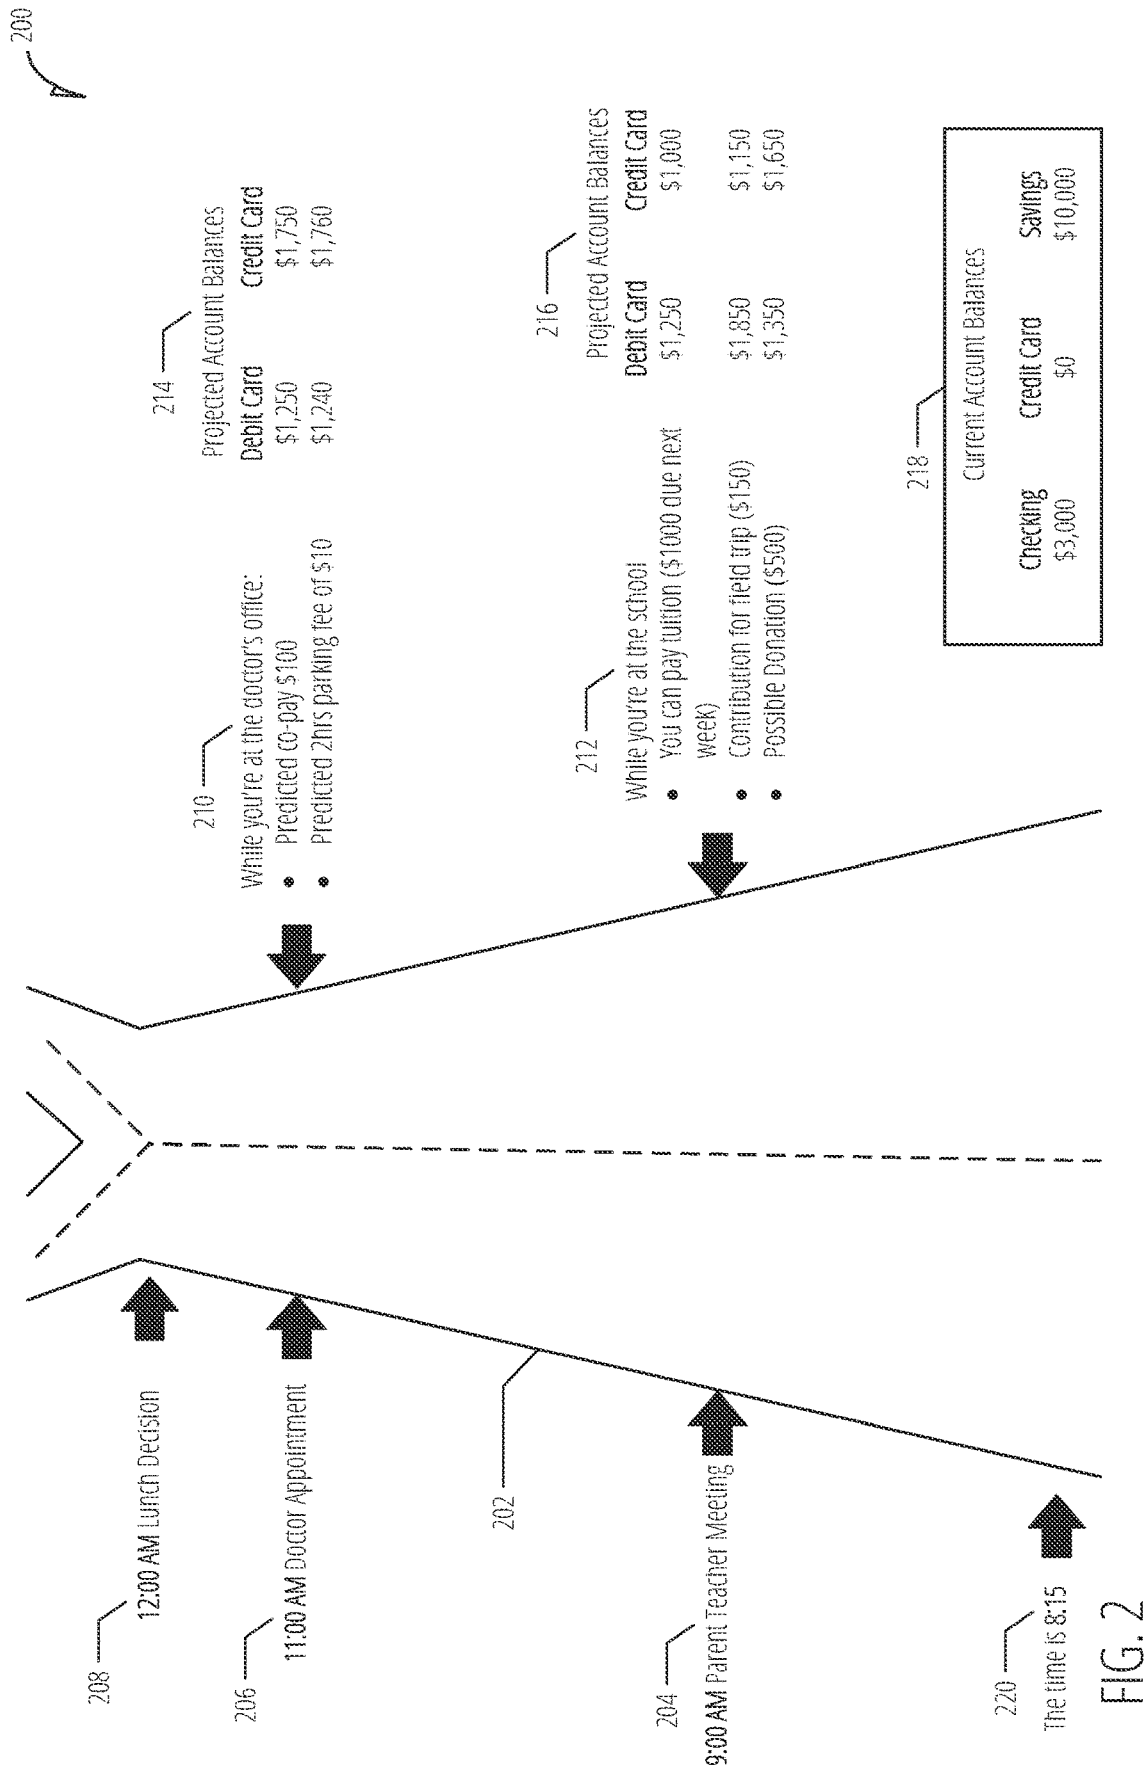 200
208
12:00 AM Lunch Decision
206
11:00 AM Doctor Appointment
202
204
9:00 AM Parent Teacher Meeting
220
The time is 8:15
210
While you're at the doctor's office:
• Predicted co-pay $100
• Predicted 2hrs parking fee of $10
214
Projected Account Balances
Debit Card Credit Card
$1,250 $1,750
$1,240 $1,760
212
While you're at the school
• You can pay tuition ($1000 due next
week)
• Contribution for field trip ($150)
• Possible Donation ($500)
216
Projected Account Balances
Debit Card Credit Card
$1,250 $1,000
$1,850 $1,150
$1,350 $1,650
218
Current Account Balances
Checking Credit Card Savings
$3,000 $0 $10,000
FIG. 2